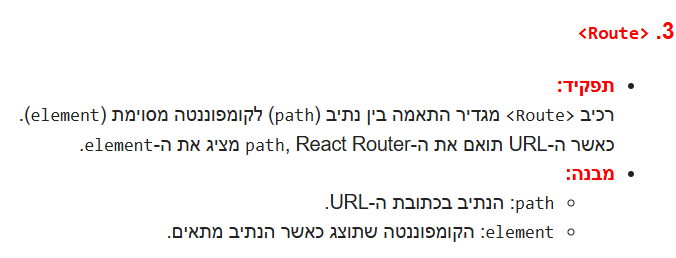 3. <Route>
תפקיד:
רכיב <Route> מגדיר התאמה בין נתיב (path) לקומפוננטה מסוימת (element).
כאשר ה-URL תואם את ה-path, React Router מציג את ה-element.
מבנה:
path: הנתיב בכתובת ה-URL.
element: הקומפוננטה שתוצג כאשר הנתיב מתאים.